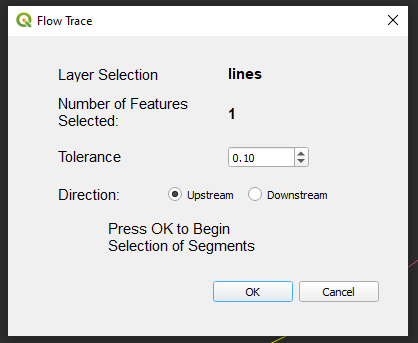 Flow Trace
Layer Selection lines
Number of Features
Selected: 1
Tolerance 0.10
Direction: Upstream Downstream
Press OK to Begin
Selection of Segments
OK Cancel